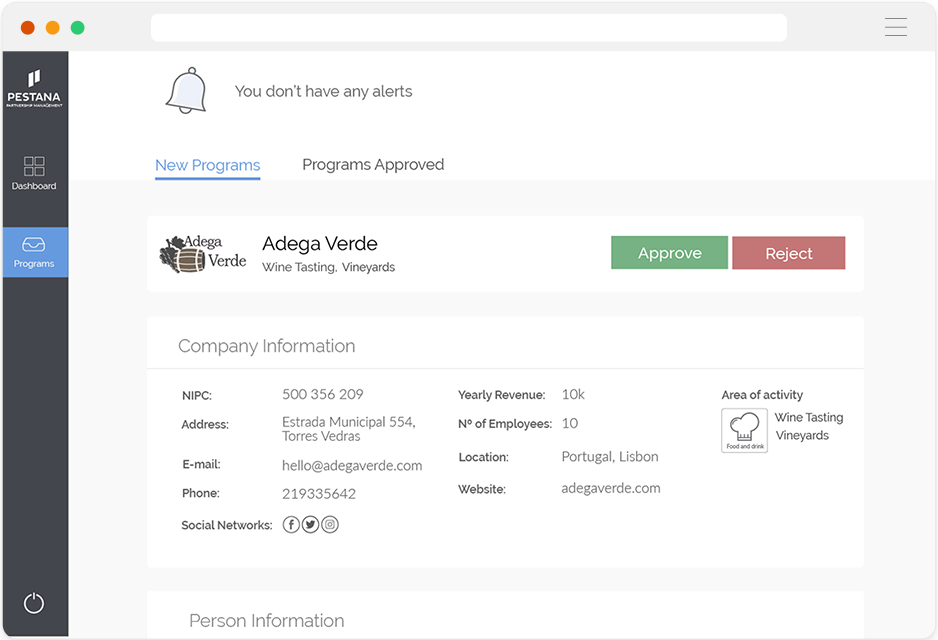 You don't have any alerts
PESTANA
PARTNERSHIP MANAGEMENT
Dashboard
Programs
New Programs
Programs Approved
Adega
Verde
Adega Verde
Wine Tasting, Vineyards
Approve
Reject
Company Information
NIPC: 500 356 209
Address: Estrada Municipal 554,
Torres Vedras
E-mail: hello@adegaverde.com
Phone: 219335642
Social Networks:
Yearly Revenue: 10k
Nº of Employees: 10
Location: Portugal, Lisbon
Website: adegaverde.com
Area of activity
Food and drink
Wine Tasting
Vineyards
Person Information